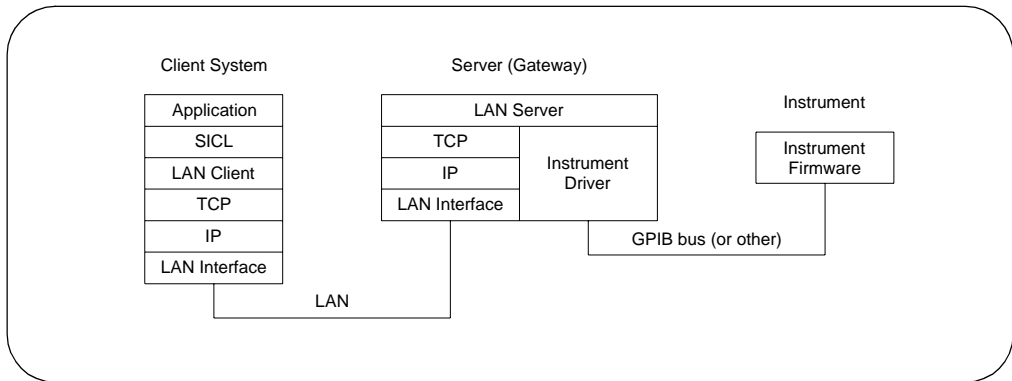 Client System
Application
SICL
LAN Client
TCP
IP
LAN Interface
LAN
Server (Gateway)
LAN Server
TCP
IP
LAN Interface
Instrument
Driver
GPIB bus (or other)
Instrument
Instrument
Firmware